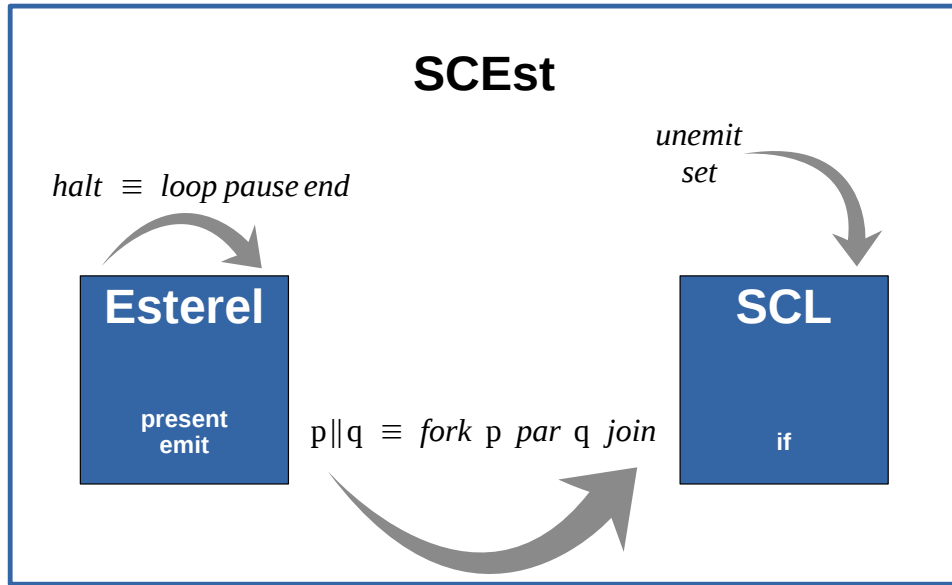 SCEst
unemit
set
halt ≡ loop pause end
Esterel
SCL
present
emit
p||q ≡ fork p par q join
if